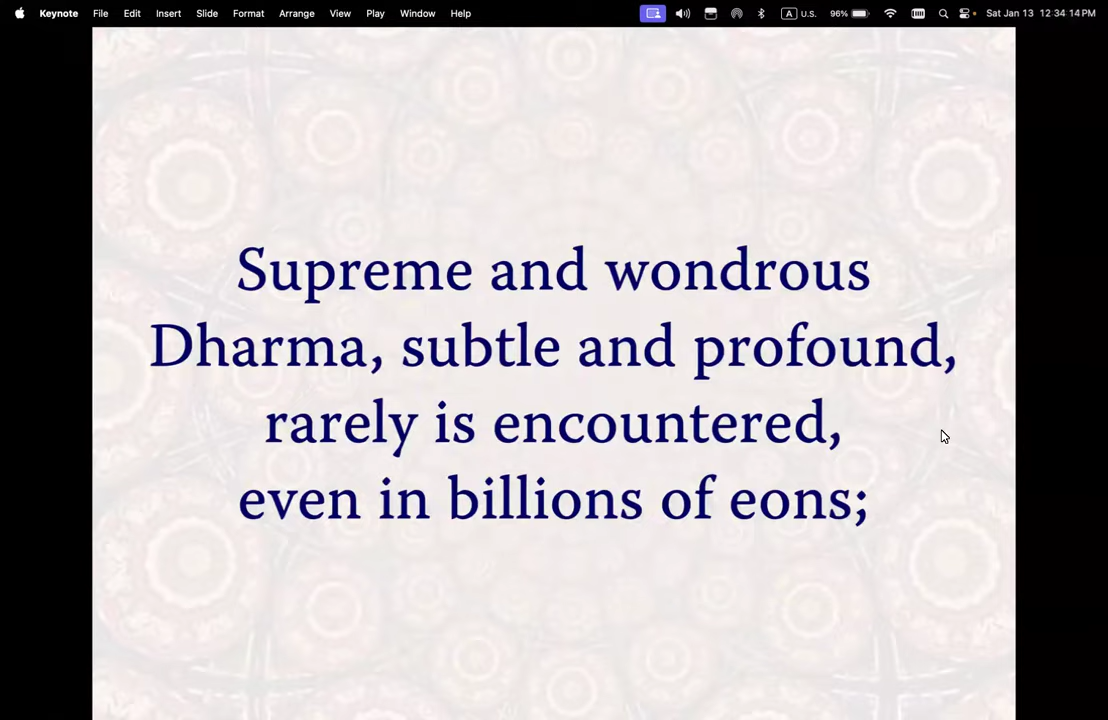 Keynote File Edit Insert Slide Format Arrange View Play Window Help A U.S. 96% Sat Jan 13 12:34:14 PM
Supreme and wondrous
Dharma, subtle and profound,
rarely is encountered,
even in billions of eons;